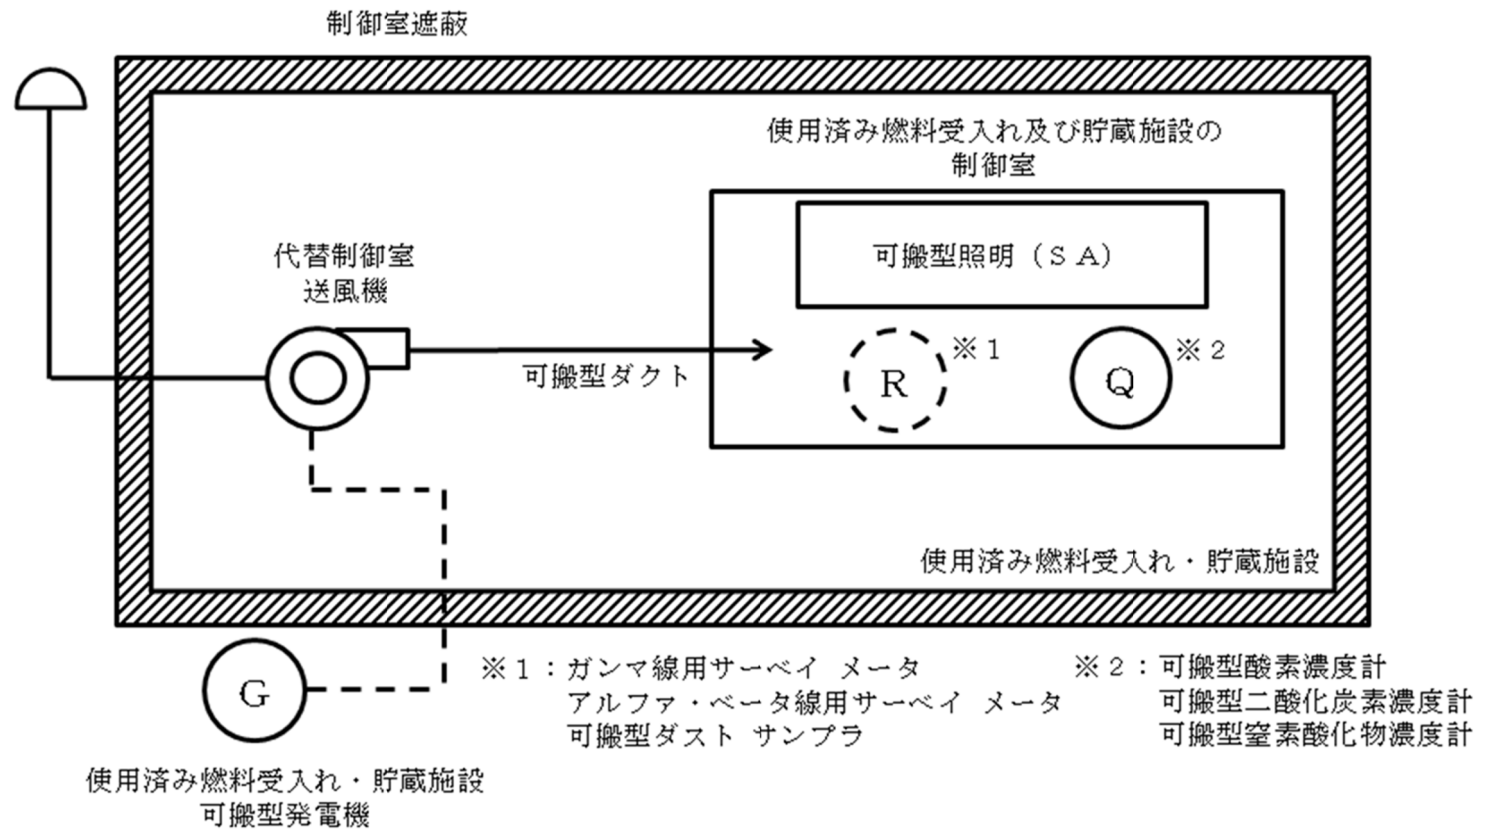 制御室遮蔽
使用済み燃料受入れ及び貯蔵施設の
制御室
可搬型照明(SA)
代替制御室
送風機
可搬型ダクト
R
※1
Q
※2
使用済み燃料受入れ・貯蔵施設
G
使用済み燃料受入れ・貯蔵施設
可搬型発電機
※1:ガンマ線用サーベイ メータ
アルファ・ベータ線用サーベイ メータ
可搬型ダスト サンプラ
※2:可搬型酸素濃度計
可搬型二酸化炭素濃度計
可搬型窒素酸化物濃度計